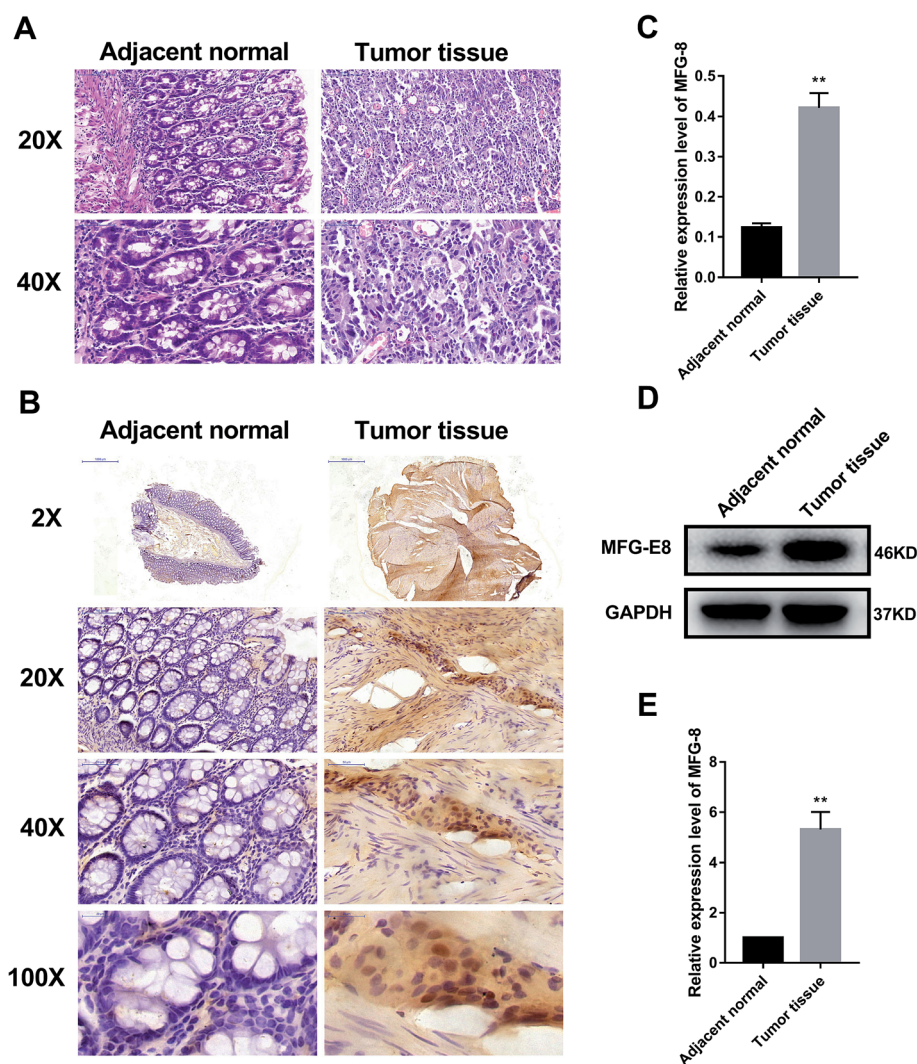 A
Adjacent normal
Tumor tissue
20X
40X
B
Adjacent normal
Tumor tissue
2X
20X
40X
100X
C
Relative expression level of MFG-8
0.5
0.4
0.3
0.2
0.1
0.0
**
Adjacent normal
Tumor tissue
D
Adjacent normal
Tumor tissue
MFG-E8
46KD
GAPDH
37KD
E
Relative expression level of MFG-8
8
6
4
2
0
**
Adjacent normal
Tumor tissue